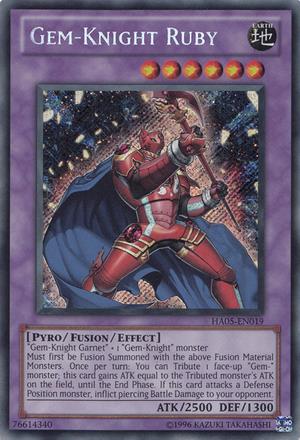 GEM-KNIGHT RUBY
EARTH
地
HA05-EN019
[PYRO/FUSION/EFFECT]
"Gem-Knight Garnet" + 1 "Gem-Knight" monster
Must first be Fusion Summoned with the above Fusion Material
Monsters. Once per turn: You can Tribute 1 face-up "Gem-"
monster; this card gains ATK equal to the Tributed monster's ATK
on the field, until the End Phase. If this card attacks a Defense
Position monster, inflict piercing Battle Damage to your opponent.
ATK/2500 DEF/1300
76614340
©1996 KAZUKI TAKAHASHI